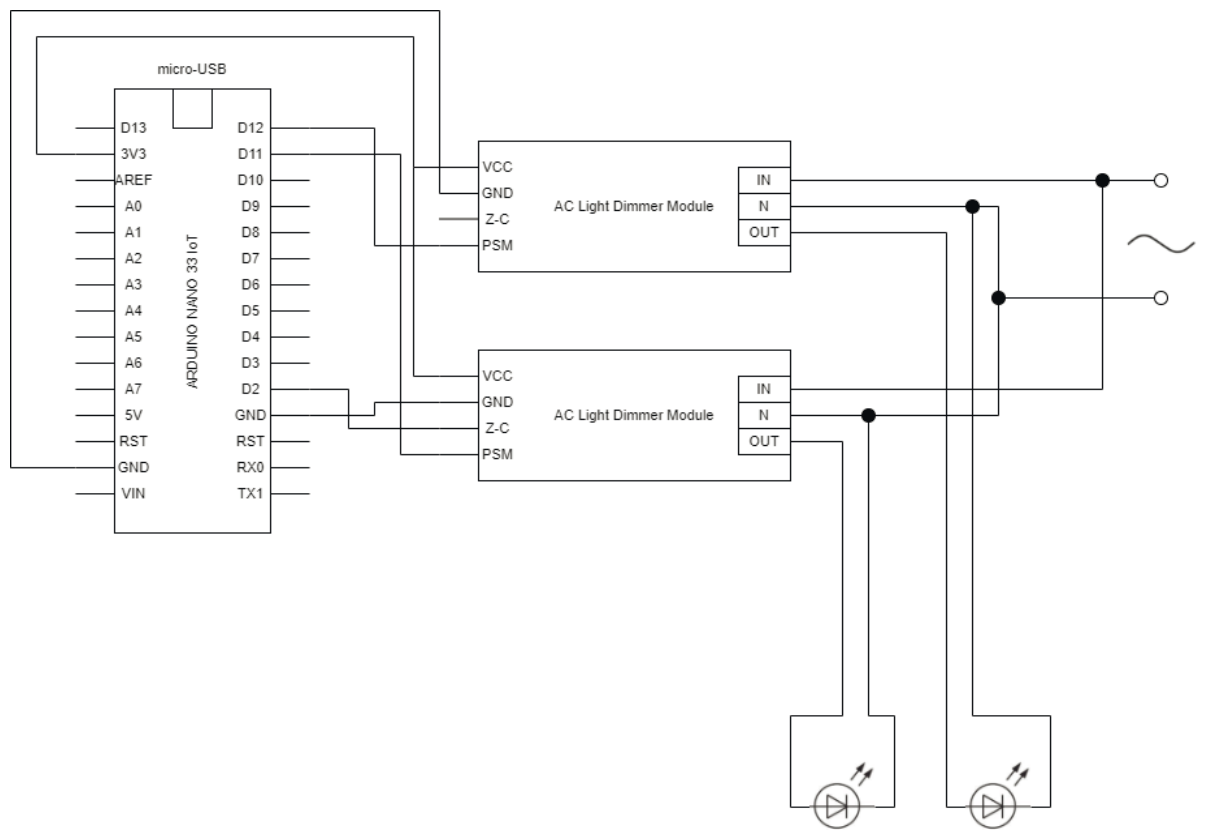 micro-USB
D13
3V3
AREF
A0
A1
A2
A3
A4
A5
A6
A7
5V
RST
GND
VIN
ARDUINO NANO 33 IoT
D12
D11
D10
D9
D8
D7
D6
D5
D4
D3
D2
GND
RST
RX0
TX1
VCC
GND
Z-C
PSM
AC Light Dimmer Module
IN
N
OUT
VCC
GND
Z-C
PSM
AC Light Dimmer Module
IN
N
OUT